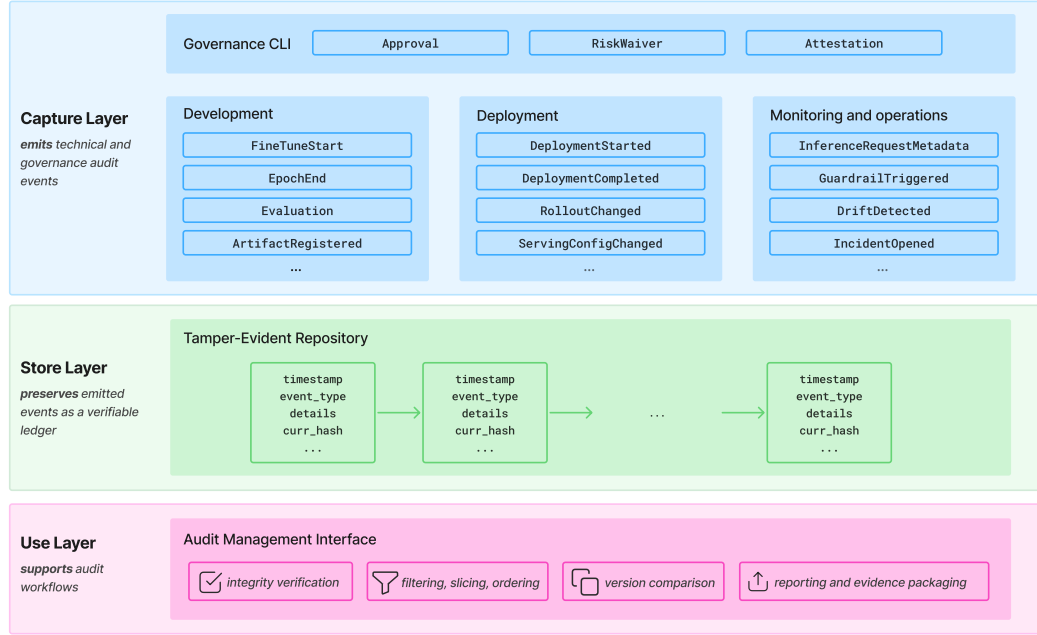 Governance CLI
Approval
RiskWaiver
Attestation
Capture Layer
emits technical and
governance audit
events
Development
FineTuneStart
EpochEnd
Evaluation
ArtifactRegistered
...
Deployment
DeploymentStarted
DeploymentCompleted
RolloutChanged
ServingConfigChanged
...
Monitoring and operations
InferenceRequestMetadata
GuardrailTriggered
DriftDetected
IncidentOpened
...
Store Layer
preserves emitted
events as a verifiable
ledger
Tamper-Evident Repository
timestamp
event_type
details
curr_hash
...
timestamp
event_type
details
curr_hash
...
...
timestamp
event_type
details
curr_hash
...
Use Layer
supports audit
workflows
Audit Management Interface
integrity verification
filtering, slicing, ordering
version comparison
reporting and evidence packaging